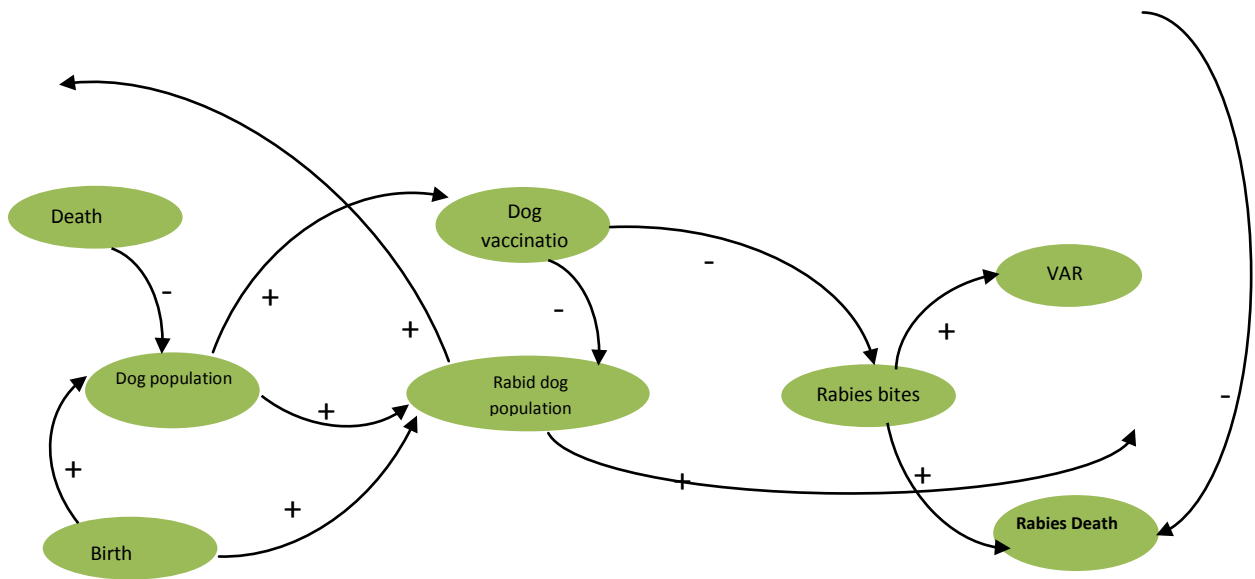 Death
Dog
vaccinatio
VAR
-
-
+
-
+
+
Dog population
Rabid dog
population
Rabies bites
-
+
+
+
+
+
Rabies Death
Birth